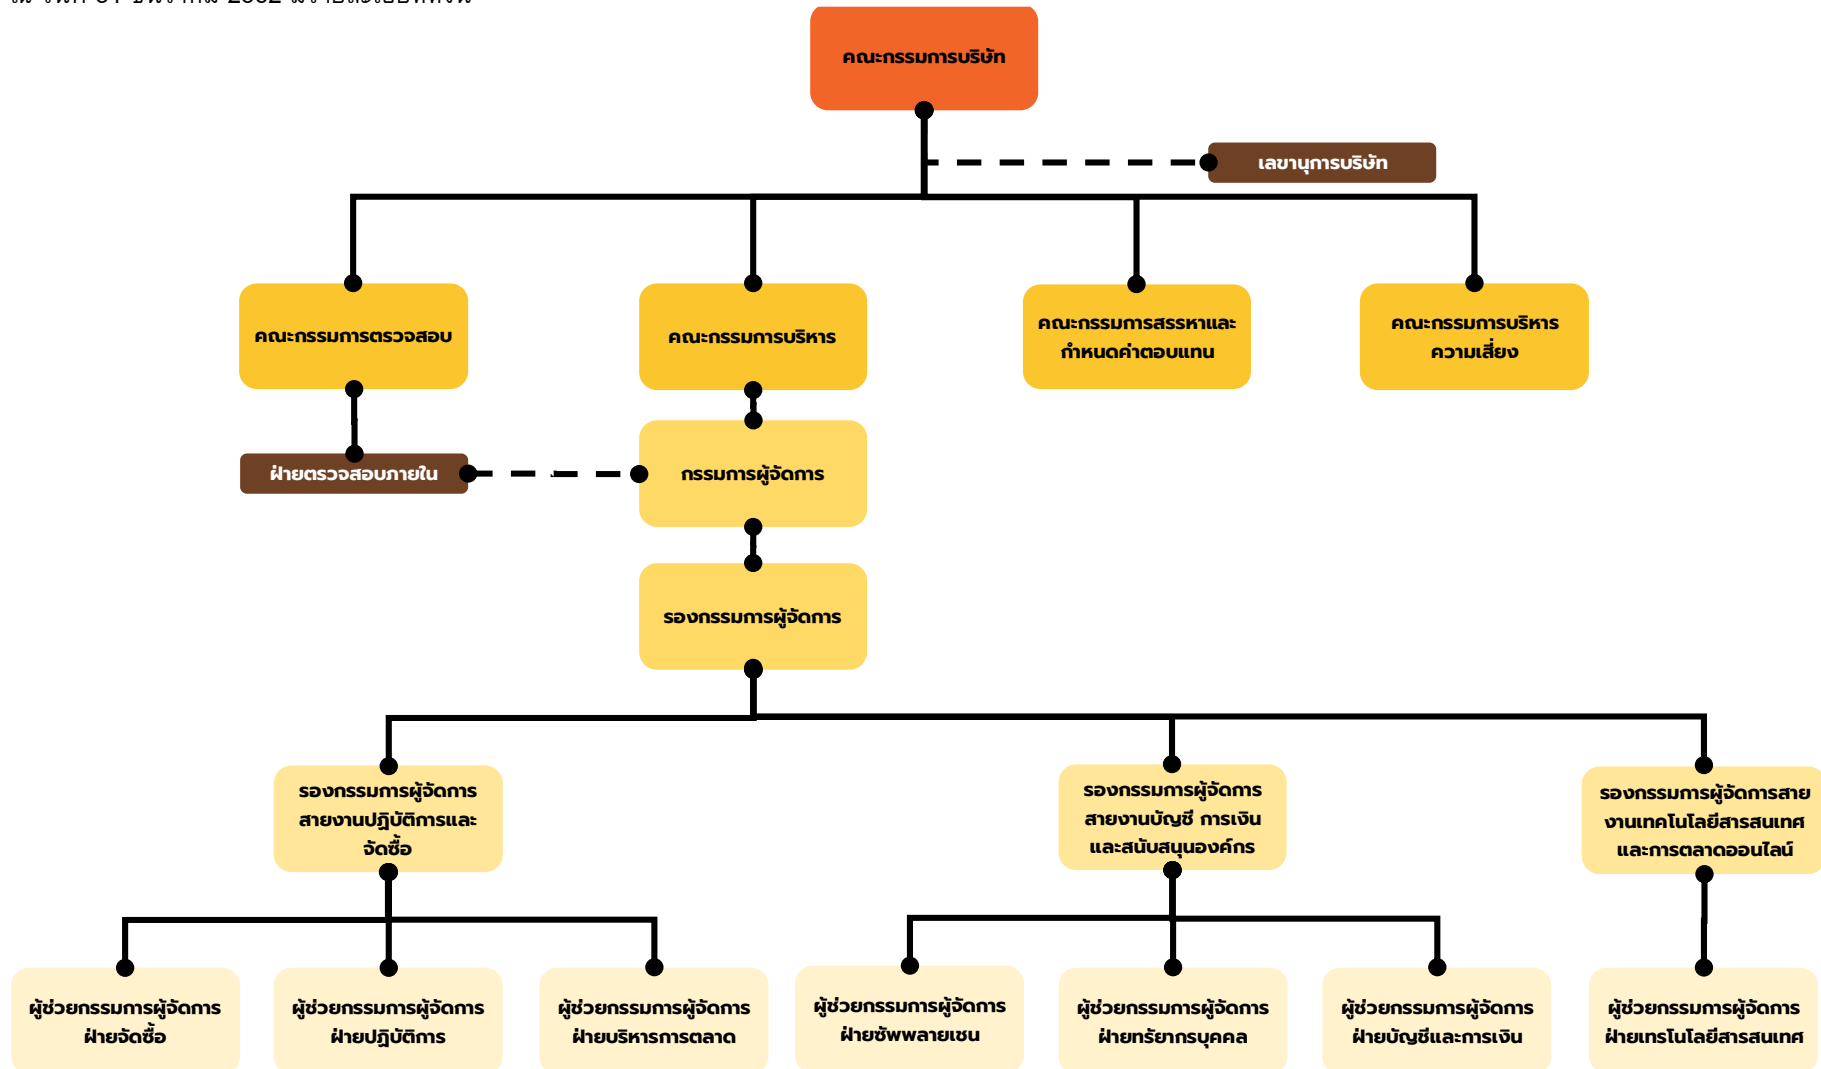 คณะกรรมการบริษัท
เลขานุการบริษัท
คณะกรรมการตรวจสอบ
คณะกรรมการบริหาร
คณะกรรมการสรรหาและ
กำหนดค่าตอบแทน
คณะกรรมการบริหาร
ความเสี่ยง
ฝ่ายตรวจสอบภายใน
กรรมการผู้จัดการ
รองกรรมการผู้จัดการ
รองกรรมการผู้จัดการ
สายงานปฏิบัติการและ
จัดซื้อ
รองกรรมการผู้จัดการ
สายงานบัญชี การเงิน
และสนับสนุนองค์กร
รองกรรมการผู้จัดการสาย
งานเทคโนโลยีสารสนเทศ
และการตลาดออนไลน์
ผู้ช่วยกรรมการผู้จัดการ
ฝ่ายจัดซื้อ
ผู้ช่วยกรรมการผู้จัดการ
ฝ่ายปฏิบัติการ
ผู้ช่วยกรรมการผู้จัดการ
ฝ่ายบริหารการตลาด
ผู้ช่วยกรรมการผู้จัดการ
ฝ่ายซัพพลายเชน
ผู้ช่วยกรรมการผู้จัดการ
ฝ่ายทรัยากรบุคคล
ผู้ช่วยกรรมการผู้จัดการ
ฝ่ายบัญชีและการเงิน
ผู้ช่วยกรรมการผู้จัดการ
ฝ่ายเทรโนโลยีสารสนเทศ